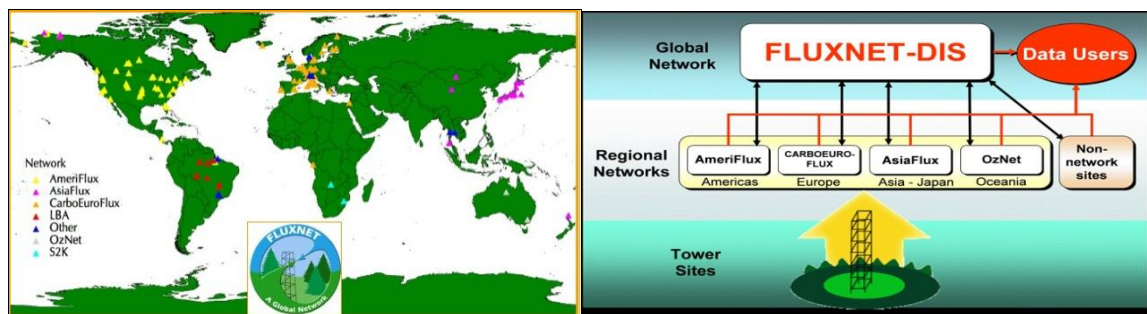 Network
AmeriFlux
AsiaFlux
CarboEuroFlux
LBA
Other
OzNet
S2K
FLUXNET
A Global Network
Global
Network
FLUXNET-DIS
Data Users
Regional
Networks
AmeriFlux
CARBOEURO-
FLUX
AsiaFlux
OzNet
Non-
network
sites
Americas
Europe
Asia - Japan
Oceania
Tower
Sites